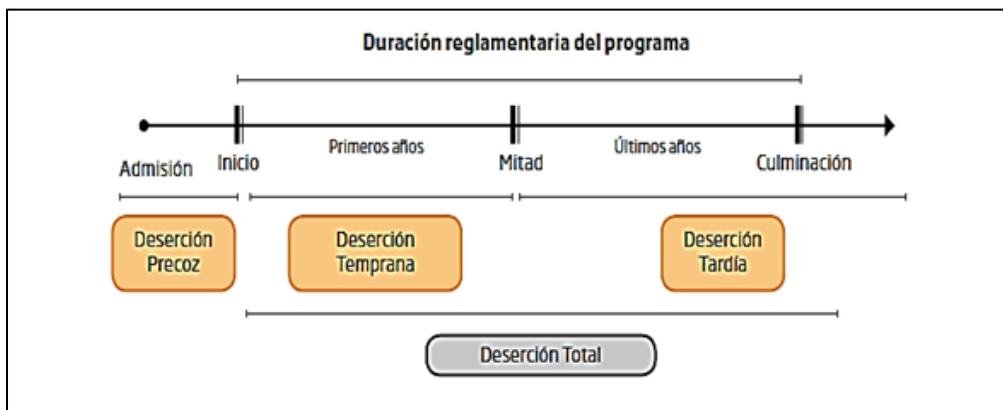 Duración reglamentaria del programa
Primeros años
Últimos años
Admisión
Inicio
Mitad
Culminación
Deserción
Precoz
Deserción
Temprana
Deserción
Tardía
Deserción Total